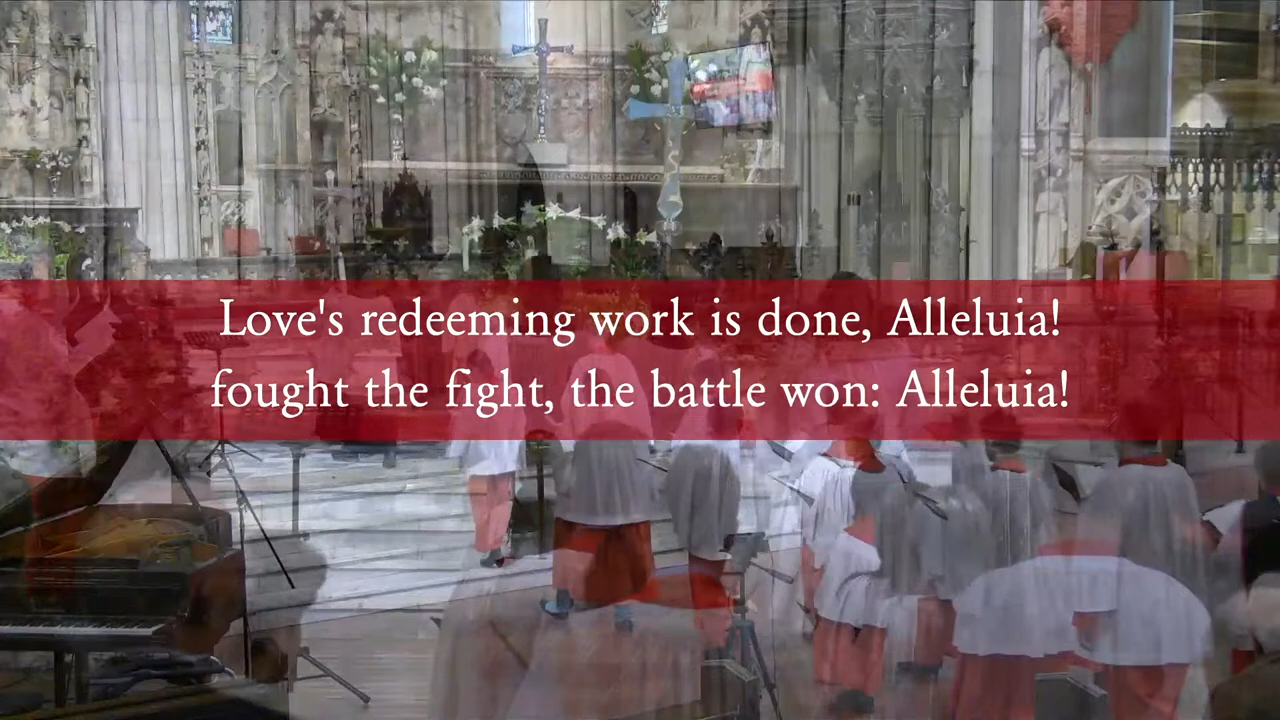 Love's redeeming work is done, Alleluia!
fought the fight, the battle won: Alleluia!